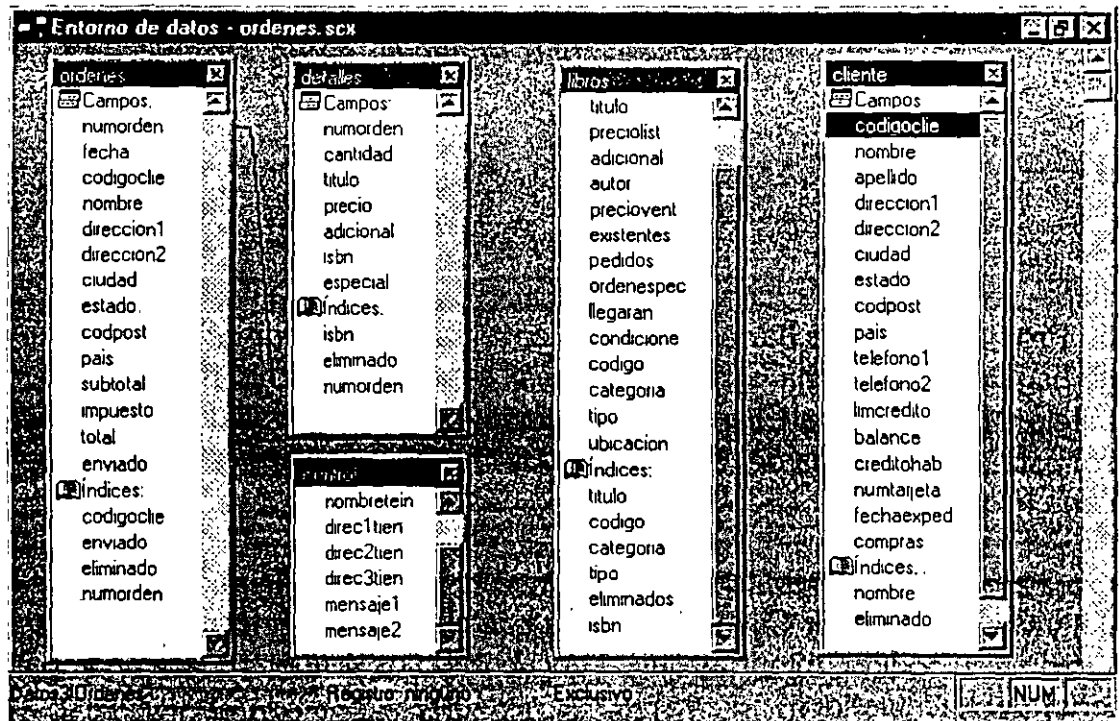 Entorno de datos - ordenes.scx
ordenes
Campos.
numorden
fecha
codigoclie
nombre
direccion1
direccion2
ciudad
estado.
codpost
pais
subtotal
impuesto
total
enviado
Índices:
codigoclie
enviado
eliminado
numorden
detalles
Campos
numorden
cantidad
titulo
precio
adicional
isbn
especial
Índices.
isbn
eliminado
numorden
control
nombretein
direc1tien
direc2tien
direc3tien
mensaje1
mensaje2
libros
titulo
preciolist
adicional
autor
preciovent
existentes
pedidos
ordenespec
llegaran
condicione
codigo
categoria
tipo
ubicacion
Índices:
titulo
codigo
categoria
tipo
eliminados
isbn
cliente
Campos
codigoclie
nombre
apellido
direccion1
direccion2
ciudad
estado
codpost
pais
telefono1
telefono2
limcredito
balance
creditohab
numtarjeta
fechaexped
compras
Índices.
nombre
eliminado
Registro: ninguno Exclusivo NUM